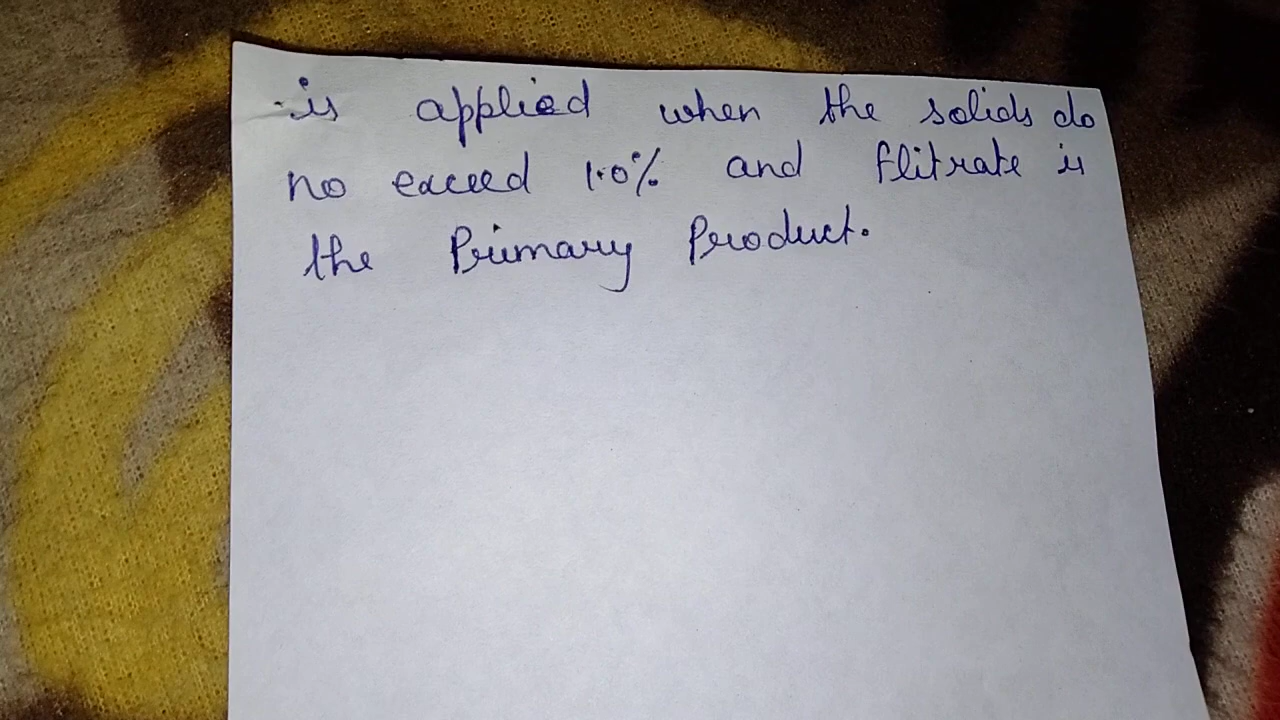 is applied when the solids do
no exceed 1.0% and flitrate is
the Primary Product.